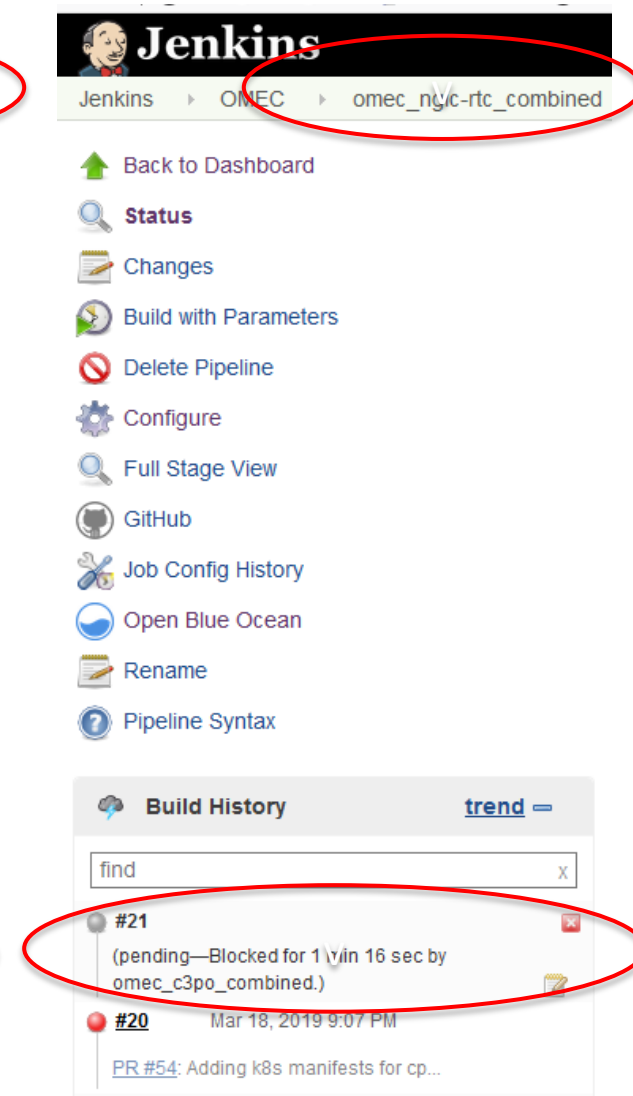 Jenkins
Jenkins OMEC omec_ngic-rtc_combined
Back to Dashboard
Status
Changes
Build with Parameters
Delete Pipeline
Configure
Full Stage View
GitHub
Job Config History
Open Blue Ocean
Rename
Pipeline Syntax
Build History trend
find x
#21
(pending—Blocked for 1 min 16 sec by
omec_c3po_combined.)
#20 Mar 18, 2019 9:07 PM
PR #54: Adding k8s manifests for cp...